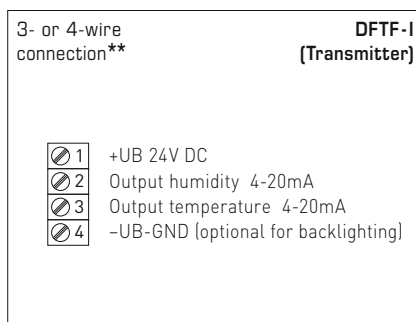 3- or 4-wire DFTF-I
connection** (Transmitter)
1 +UB 24V DC
2 Output humidity 4-20mA
3 Output temperature 4-20mA
4 –UB-GND (optional for backlighting)